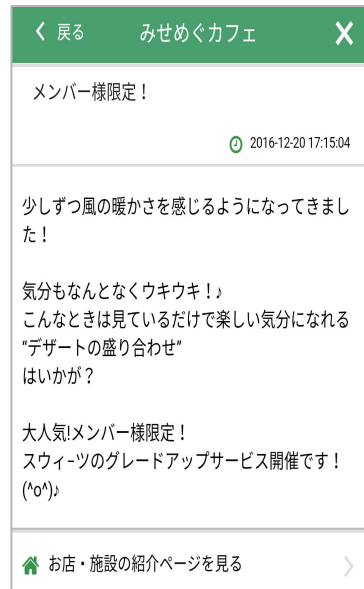 戻る
みせめぐカフェ
メンバー様限定！
2016-12-20 17:15:04
少しずつ風の暖かさを感じるようになってきまし
た！
気分もなんとなくウキウキ！♪
こんなときは見ているだけで楽しい気分になれる
“デザートの盛り合わせ”
はいかが？
大人気!メンバー様限定！
スウィｰツのグレードアップサービス開催です！
(^o^)♪
お店・施設の紹介ページを見る